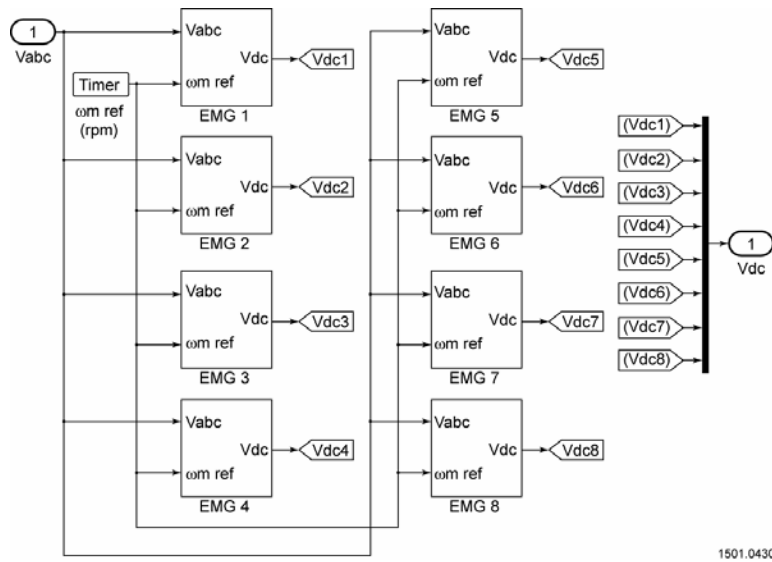 1
Vabc
Timer
ωm ref
(rpm)
Vabc
ωm ref
Vdc
Vdc1
EMG 1
Vabc
ωm ref
Vdc
Vdc2
EMG 2
Vabc
ωm ref
Vdc
Vdc3
EMG 3
Vabc
ωm ref
Vdc
Vdc4
EMG 4
Vabc
ωm ref
Vdc
Vdc5
EMG 5
Vabc
ωm ref
Vdc
Vdc6
EMG 6
Vabc
ωm ref
Vdc
Vdc7
EMG 7
Vabc
ωm ref
Vdc
Vdc8
EMG 8
(Vdc1)
(Vdc2)
(Vdc3)
(Vdc4)
(Vdc5)
(Vdc6)
(Vdc7)
(Vdc8)
1
Vdc
1501.0430